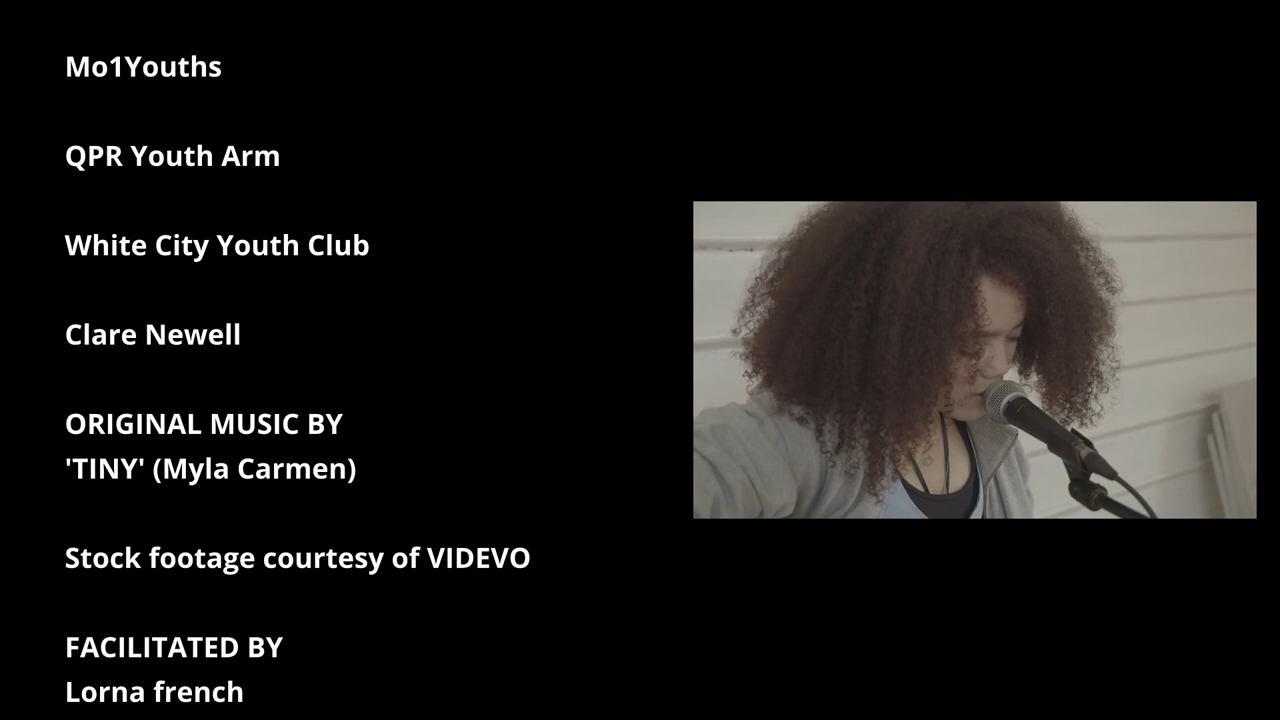 Mo1Youths
QPR Youth Arm
White City Youth Club
Clare Newell
ORIGINAL MUSIC BY
'TINY' (Myla Carmen)
Stock footage courtesy of VIDEVO
FACILITATED BY
Lorna french